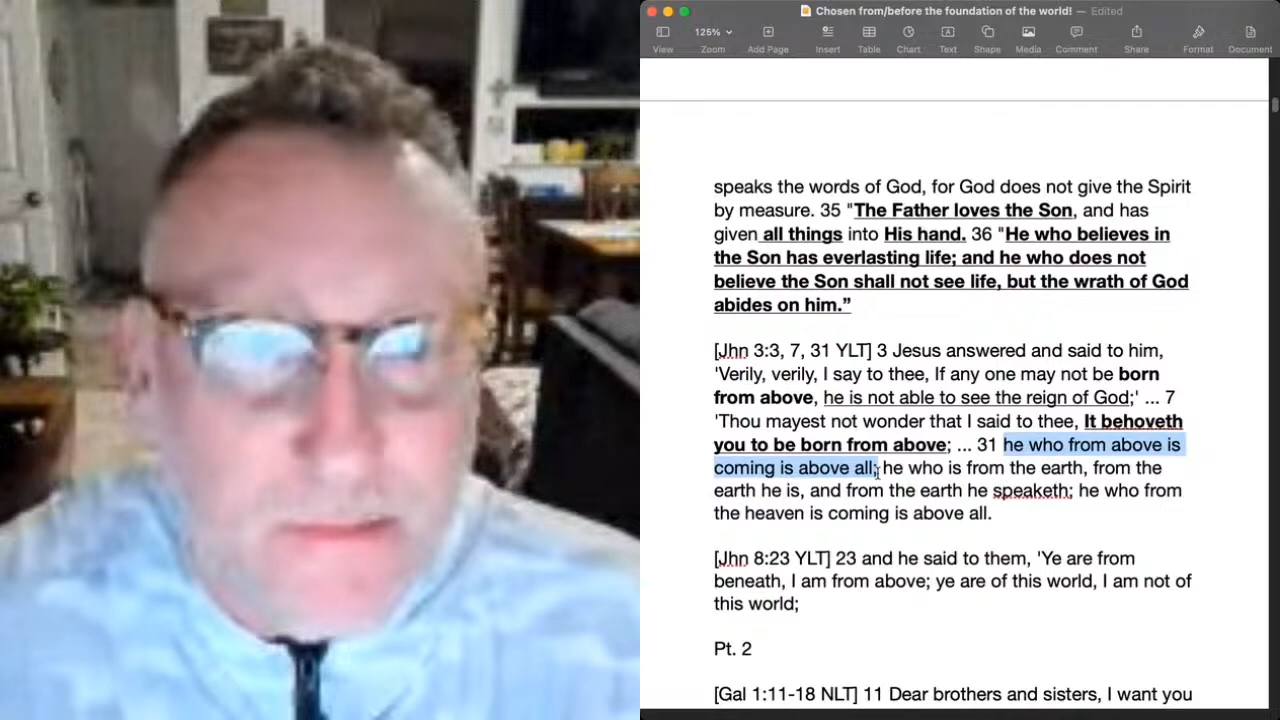 Chosen from/before the foundation of the world! — Edited
125%
View Zoom Add Page Insert Table Chart Text Shape Media Comment Share Format Document
speaks the words of God, for God does not give the Spirit
by measure. 35 "The Father loves the Son, and has
given all things into His hand. 36 "He who believes in
the Son has everlasting life; and he who does not
believe the Son shall not see life, but the wrath of God
abides on him.”
[Jhn 3:3, 7, 31 YLT] 3 Jesus answered and said to him,
'Verily, verily, I say to thee, If any one may not be born
from above, he is not able to see the reign of God;' ... 7
'Thou mayest not wonder that I said to thee, It behoveth
you to be born from above; ... 31 he who from above is
coming is above all; he who is from the earth, from the
earth he is, and from the earth he speaketh; he who from
the heaven is coming is above all.
[Jhn 8:23 YLT] 23 and he said to them, 'Ye are from
beneath, I am from above; ye are of this world, I am not of
this world;
Pt. 2
[Gal 1:11-18 NLT] 11 Dear brothers and sisters, I want you